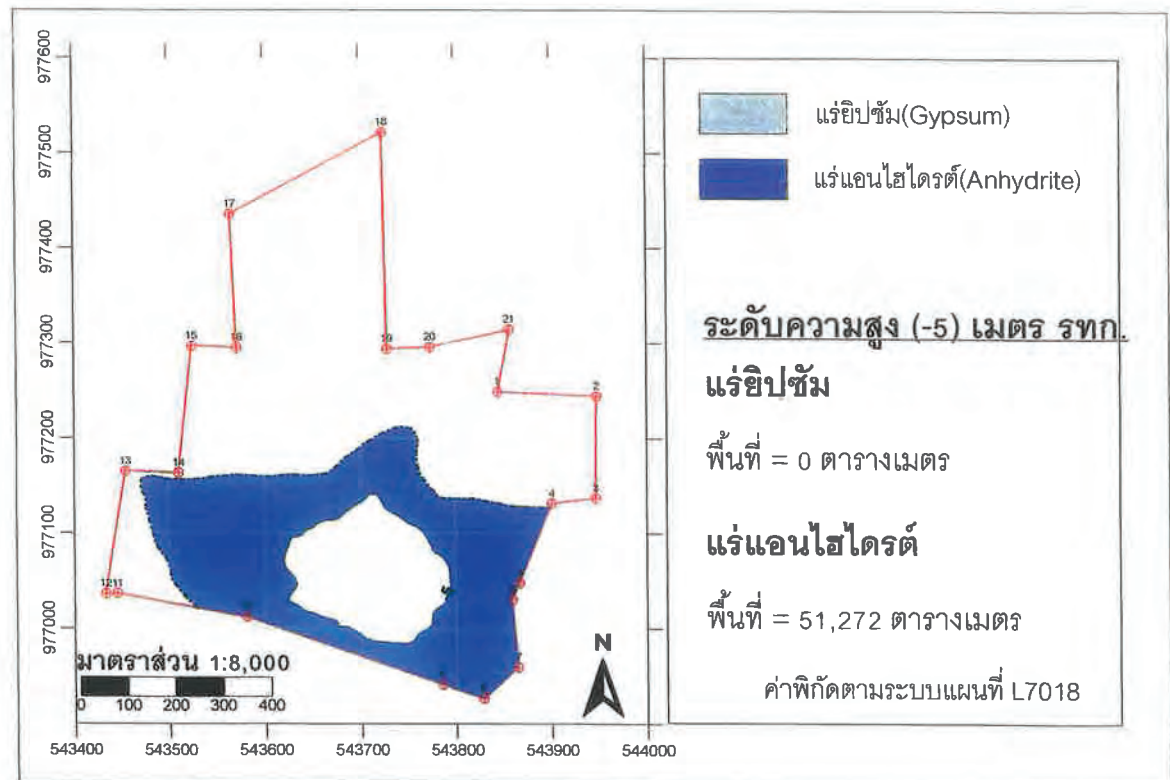 977600
977500
977400
977300
977200
977100
977000
18
17
15
16
19
20
21
13
14
4
12 11
5
มาตราส่วน 1:8,000
0 100 200 300 400
N
543400 543500 543600 543700 543800 543900 544000
แร่ยิปซัม(Gypsum)
แร่แอนไฮไดรต์(Anhydrite)
ระดับความสูง (-5) เมตร รทก.
แร่ยิปซัม
พื้นที่ = 0 ตารางเมตร
แร่แอนไฮไดรต์
พื้นที่ = 51,272 ตารางเมตร
ค่าพิกัดตามระบบแผนที่ L7018